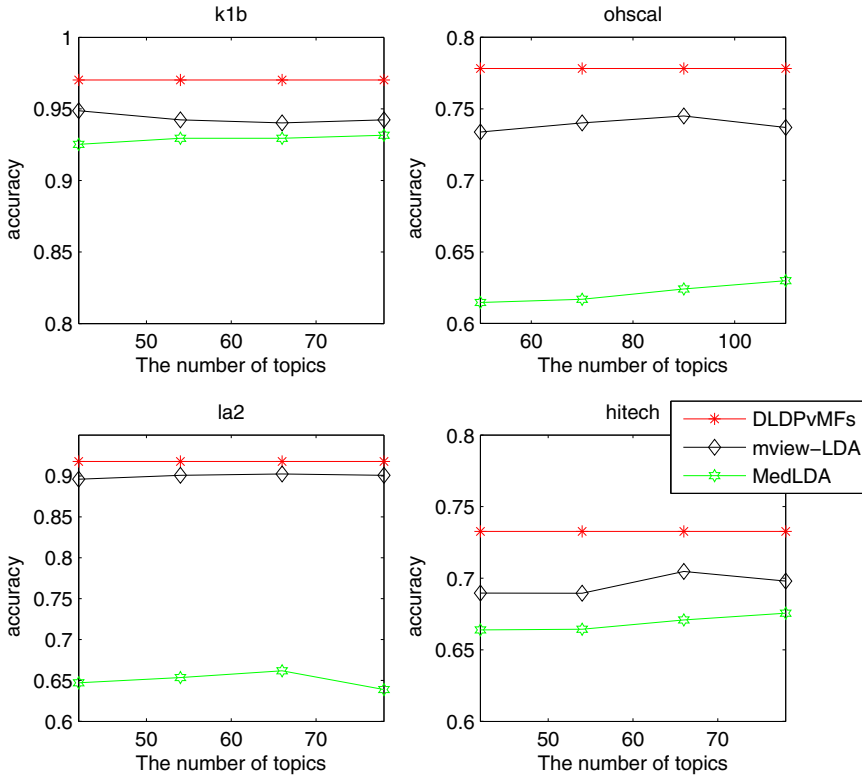 k1b
1
0.95
0.9
0.85
0.8
accuracy
50
60
70
The number of topics
ohscal
0.8
0.75
0.7
0.65
0.6
accuracy
60
80
100
The number of topics
la2
0.9
0.85
0.8
0.75
0.7
0.65
0.6
accuracy
50
60
70
The number of topics
hitech
0.8
0.75
0.7
0.65
0.6
accuracy
50
60
70
The number of topics
DLDPvMFs
mview-LDA
MedLDA